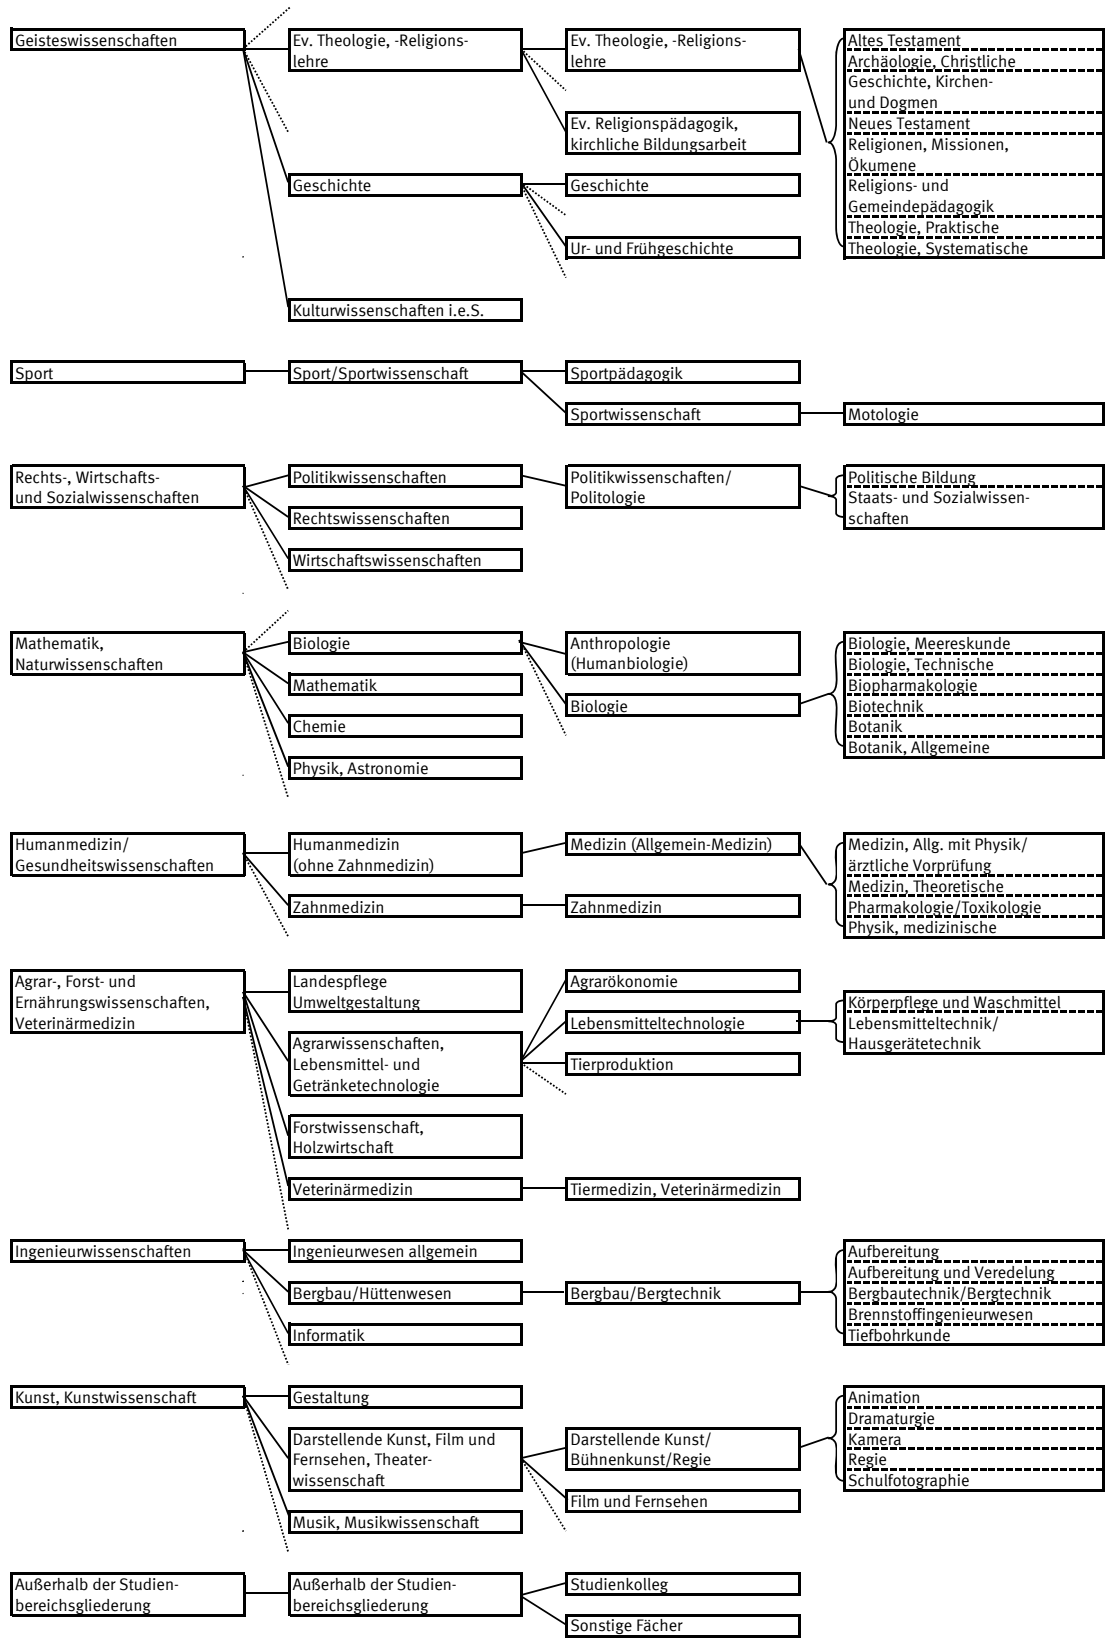 Geisteswissenschaften
Ev. Theologie, -Religions-
lehre
Ev. Theologie, -Religions-
lehre
Altes Testament
Archäologie, Christliche
Geschichte, Kirchen-
und Dogmen
Neues Testament
Religionen, Missionen,
Ökumene
Religions- und
Gemeindepädagogik
Theologie, Praktische
Theologie, Systematische
Ev. Religionspädagogik,
kirchliche Bildungsarbeit
Geschichte
Geschichte
Ur- und Frühgeschichte
Kulturwissenschaften i.e.S.
Sport
Sport/Sportwissenschaft
Sportpädagogik
Sportwissenschaft
Motologie
Rechts-, Wirtschafts-
und Sozialwissenschaften
Politikwissenschaften
Politikwissenschaften/
Politologie
Politische Bildung
Staats- und Sozialwissen-
schaften
Rechtswissenschaften
Wirtschaftswissenschaften
Mathematik,
Naturwissenschaften
Biologie
Anthropologie
(Humanbiologie)
Biologie, Meereskunde
Biologie, Technische
Biopharmakologie
Biotechnik
Botanik
Botanik, Allgemeine
Mathematik
Biologie
Chemie
Physik, Astronomie
Humanmedizin/
Gesundheitswissenschaften
Humanmedizin
(ohne Zahnmedizin)
Medizin (Allgemein-Medizin)
Medizin, Allg. mit Physik/
ärztliche Vorprüfung
Medizin, Theoretische
Pharmakologie/Toxikologie
Physik, medizinische
Zahnmedizin
Zahnmedizin
Agrar-, Forst- und
Ernährungswissenschaften,
Veterinärmedizin
Landespflege
Umweltgestaltung
Agrarökonomie
Körperpflege und Waschmittel
Lebensmitteltechnik/
Hausgerätetechnik
Agrarwissenschaften,
Lebensmittel- und
Getränketechnologie
Lebensmitteltechnologie
Tierproduktion
Forstwissenschaft,
Holzwirtschaft
Veterinärmedizin
Tiermedizin, Veterinärmedizin
Ingenieurwissenschaften
Ingenieurwesen allgemein
Aufbereitung
Aufbereitung und Veredelung
Bergbautechnik/Bergtechnik
Brennstoffingenieurwesen
Tiefbohrkunde
Bergbau/Hüttenwesen
Bergbau/Bergtechnik
Informatik
Kunst, Kunstwissenschaft
Gestaltung
Animation
Dramaturgie
Kamera
Regie
Schulfotographie
Darstellende Kunst, Film und
Fernsehen, Theater-
wissenschaft
Darstellende Kunst/
Bühnenkunst/Regie
Film und Fernsehen
Musik, Musikwissenschaft
Außerhalb der Studien-
bereichsgliederung
Außerhalb der Studien-
bereichsgliederung
Studienkolleg
Sonstige Fächer